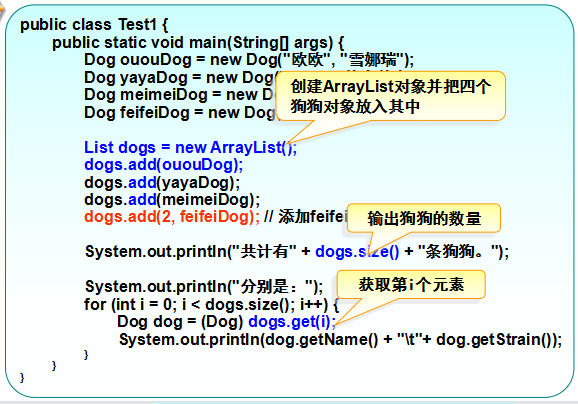 public class Test1 {
public static void main(String[] args) {
Dog ououDog = new Dog("欧欧", "雪娜瑞");
Dog yayaDog = new Dog(
Dog meimeiDog = new D
Dog feifeiDog = new Dog(
创建ArrayList对象并把四个
狗狗对象放入其中
List dogs = new ArrayList();
dogs.add(ououDog);
dogs.add(yayaDog);
dogs.add(meimeiDog);
dogs.add(2, feifeiDog); // 添加feife
输出狗狗的数量
System.out.println("共计有" + dogs.size() + "条狗狗。");
System.out.println("分别是：");
获取第i个元素
for (int i = 0; i < dogs.size(); i++) {
Dog dog = (Dog) dogs.get(i);
System.out.println(dog.getName() + "\t"+ dog.getStrain());
}
}
}